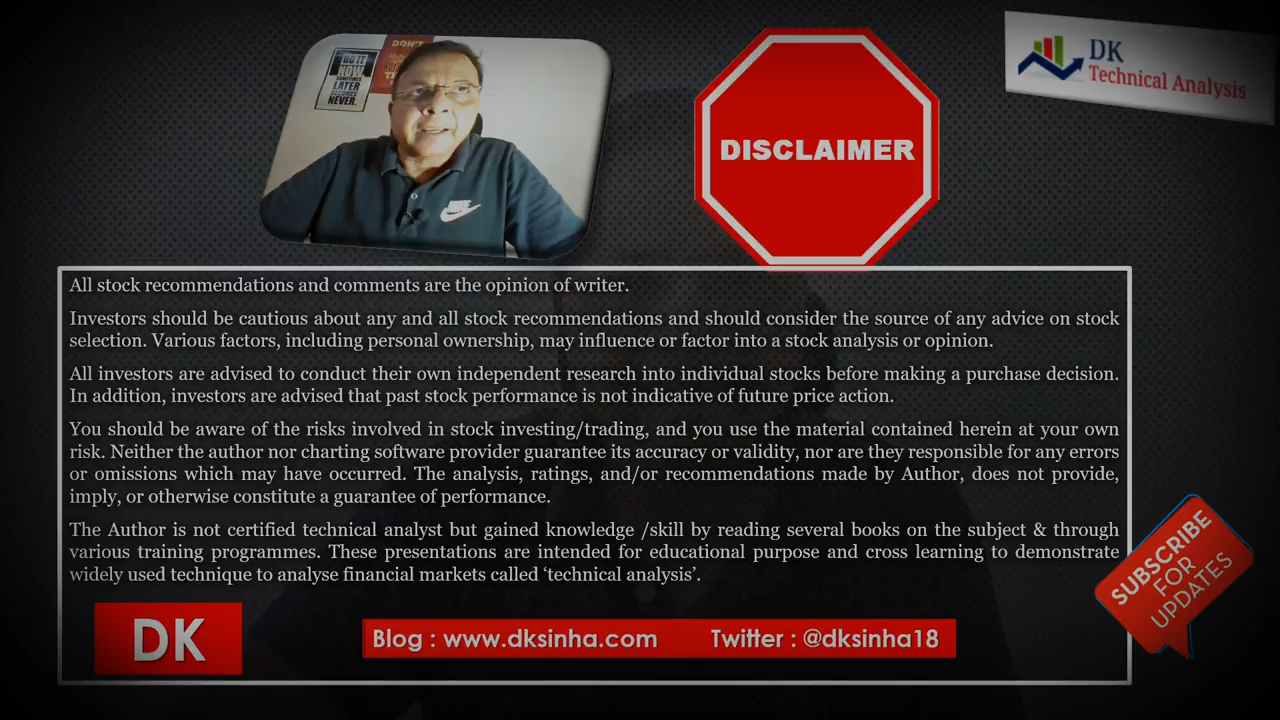 DON'T
DO IT
NOW.
SOMETIMES
LATER
BECOMES
NEVER.
DISCLAIMER
DK
Technical Analysis
NIKE
All stock recommendations and comments are the opinion of writer.
Investors should be cautious about any and all stock recommendations and should consider the source of any advice on stock
selection. Various factors, including personal ownership, may influence or factor into a stock analysis or opinion.
All investors are advised to conduct their own independent research into individual stocks before making a purchase decision.
In addition, investors are advised that past stock performance is not indicative of future price action.
You should be aware of the risks involved in stock investing/trading, and you use the material contained herein at your own
risk. Neither the author nor charting software provider guarantee its accuracy or validity, nor are they responsible for any errors
or omissions which may have occurred. The analysis, ratings, and/or recommendations made by Author, does not provide,
imply, or otherwise constitute a guarantee of performance.
The Author is not certified technical analyst but gained knowledge /skill by reading several books on the subject & through
various training programmes. These presentations are intended for educational purpose and cross learning to demonstrate
widely used technique to analyse financial markets called ‘technical analysis’.
SUBSCRIBE
FOR
UPDATES
DK
Blog : www.dksinha.com Twitter : @dksinha18